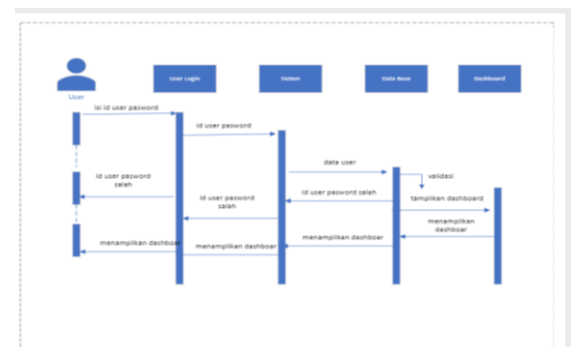 User Login
Sistem
Data Base
Dashboard
User
isi id user pasword
id user pasword
data user
validasi
id user pasword
salah
id user pasword
salah
id user pasword salah
tampilkan dashboard
menampilkan
dashboar
menampilkan dashboar
menampilkan dashboar
menampilkan dashboar